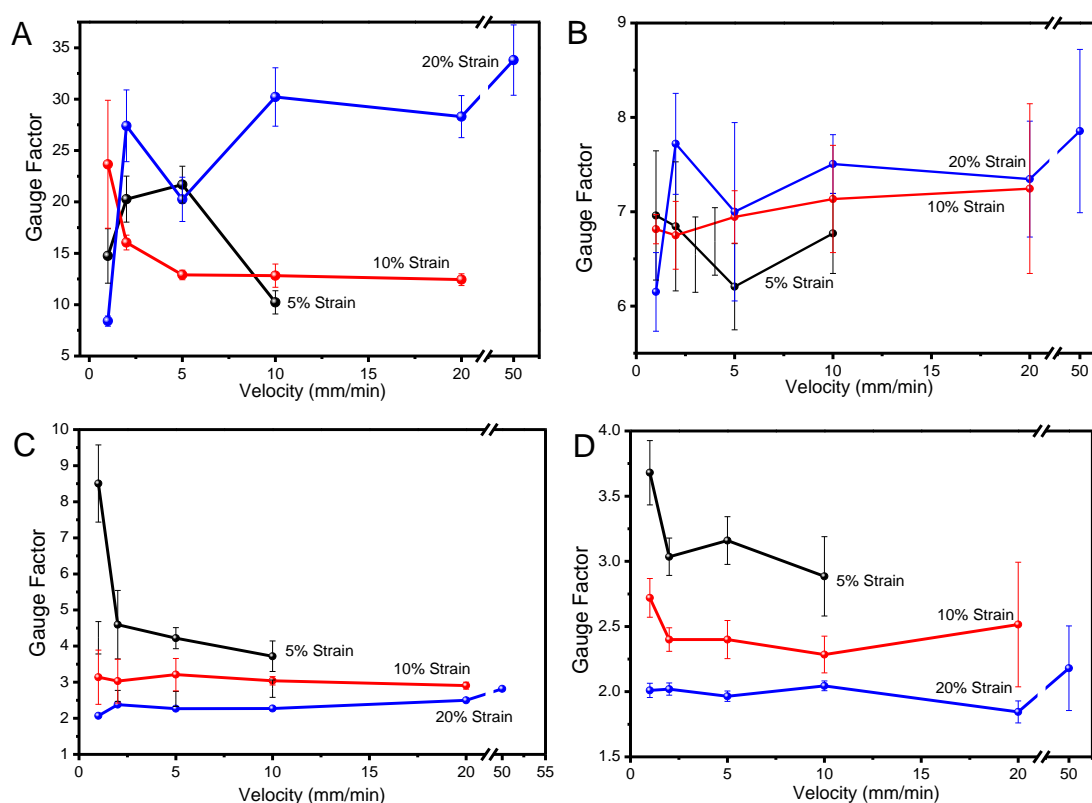 A
35
30
25
20
15
10
5
Gauge Factor
20% Strain
10% Strain
5% Strain
0 5 10 15 20 50
Velocity (mm/min)
B
9
8
7
6
Gauge Factor
20% Strain
10% Strain
5% Strain
0 5 10 15 20 50
Velocity (mm/min)
C
10
9
8
7
6
5
4
3
2
1
Gauge Factor
5% Strain
10% Strain
20% Strain
0 5 10 15 20 50 55
Velocity (mm/min)
D
4.0
3.5
3.0
2.5
2.0
1.5
Gauge Factor
5% Strain
10% Strain
20% Strain
0 5 10 15 20 50
Velocity (mm/min)